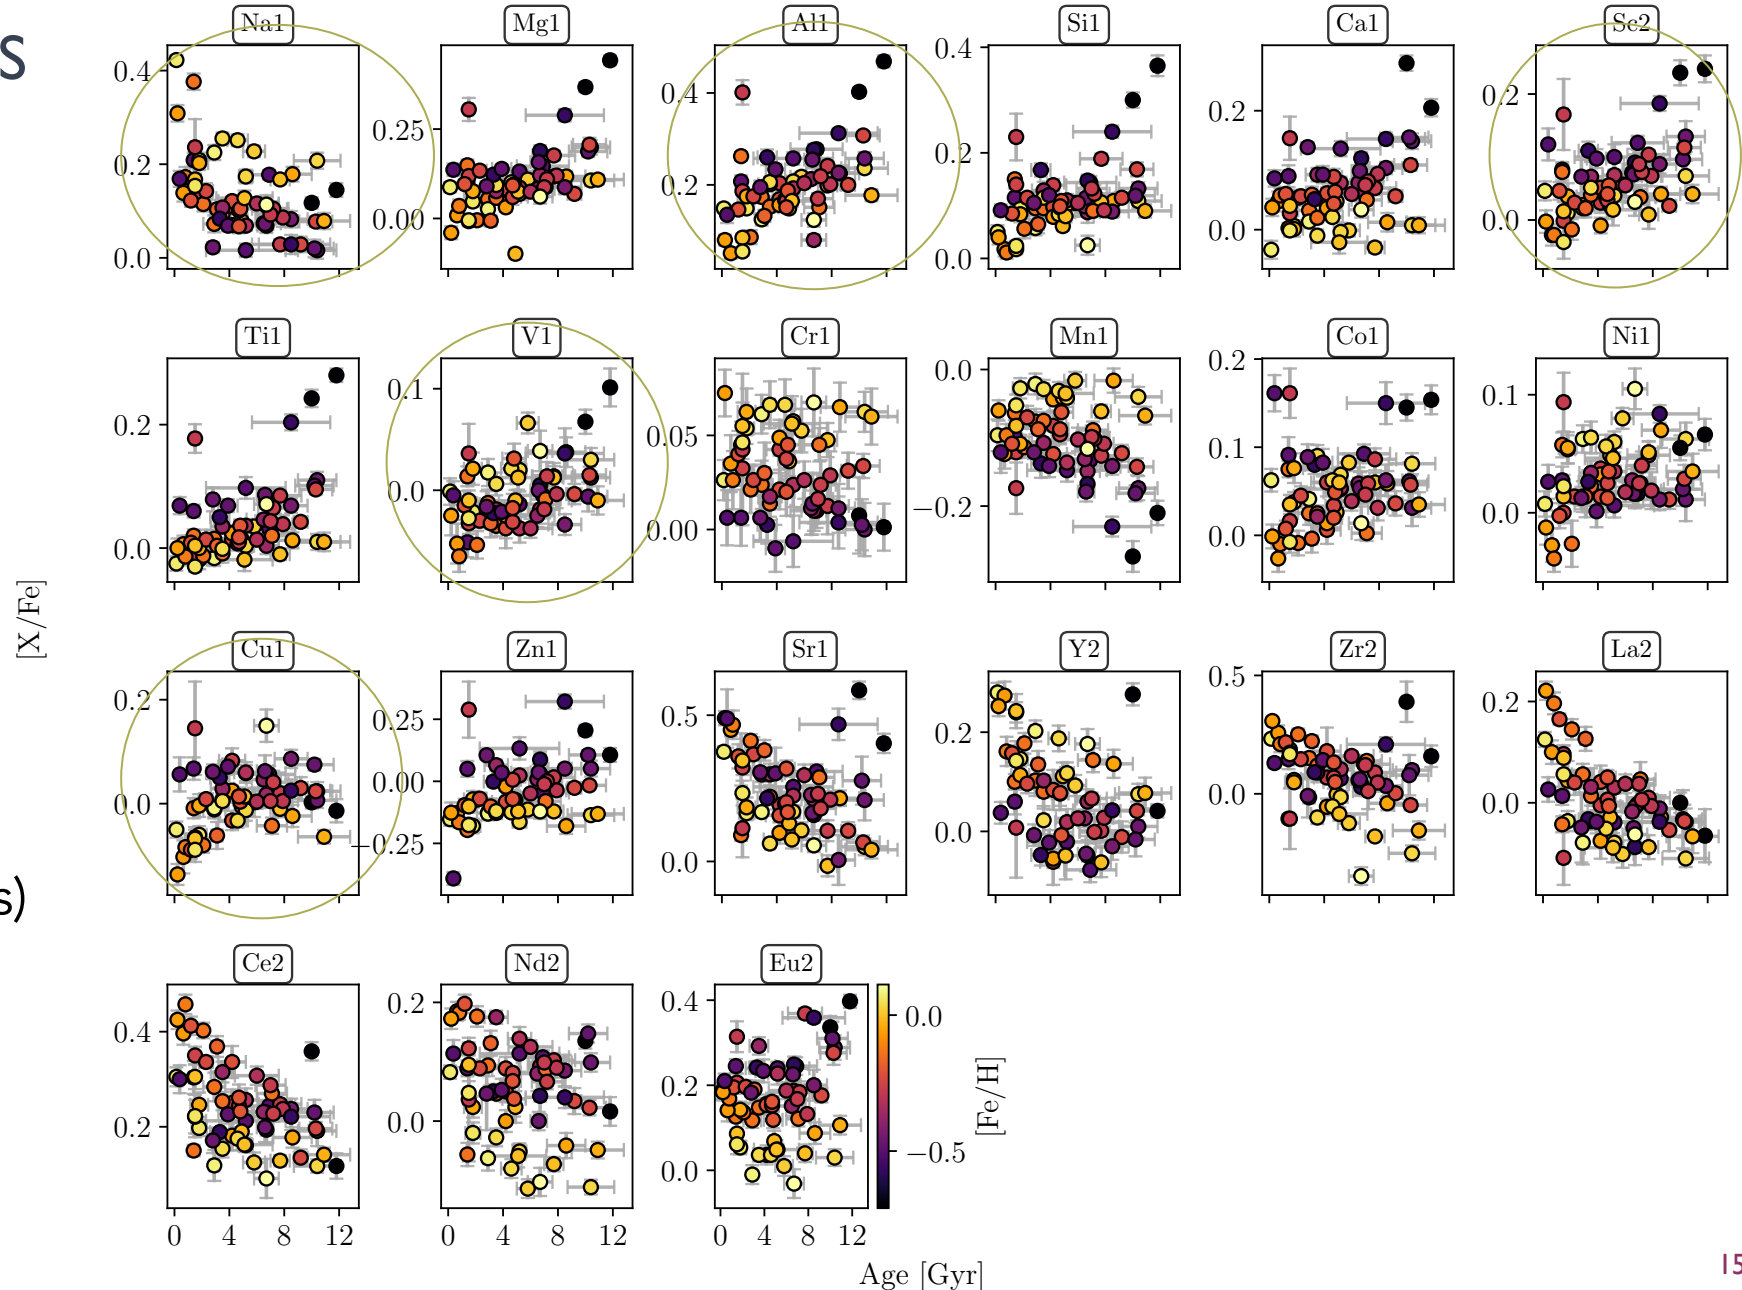 s
Na1 Mg1 Al1 Si1 Ca1 Sc2
0.4 0.2 0.0 0.25 0.00 0.4 0.2 0.4 0.2 0.0 0.2 0.0 0.2 0.0
Ti1 V1 Cr1 Mn1 Co1 Ni1
0.2 0.0 0.1 0.0 0.05 0.00 0.0 −0.2 0.2 0.1 0.0 0.1 0.0
[X/Fe]
Cu1 Zn1 Sr1 Y2 Zr2 La2
0.2 0.0 0.25 0.00 −0.25 0.5 0.0 0.2 0.0 0.5 0.0 0.2 0.0
s)
Ce2 Nd2 Eu2
0.4 0.2 0.2 0.0 0.4 0.2 0.0 0.0 −0.5
[Fe/H]
0 4 8 12 0 4 8 12 0 4 8 12
Age [Gyr]
15